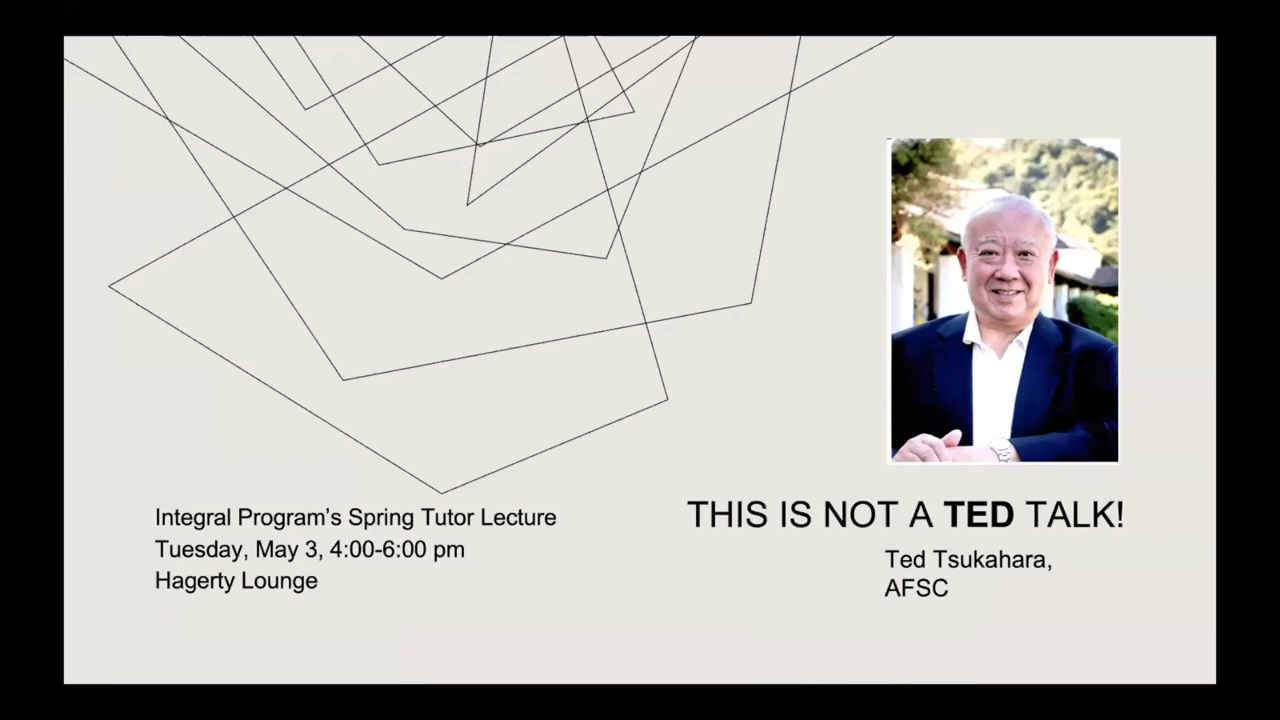 Integral Program’s Spring Tutor Lecture
Tuesday, May 3, 4:00-6:00 pm
Hagerty Lounge
THIS IS NOT A TED TALK!
Ted Tsukahara,
AFSC